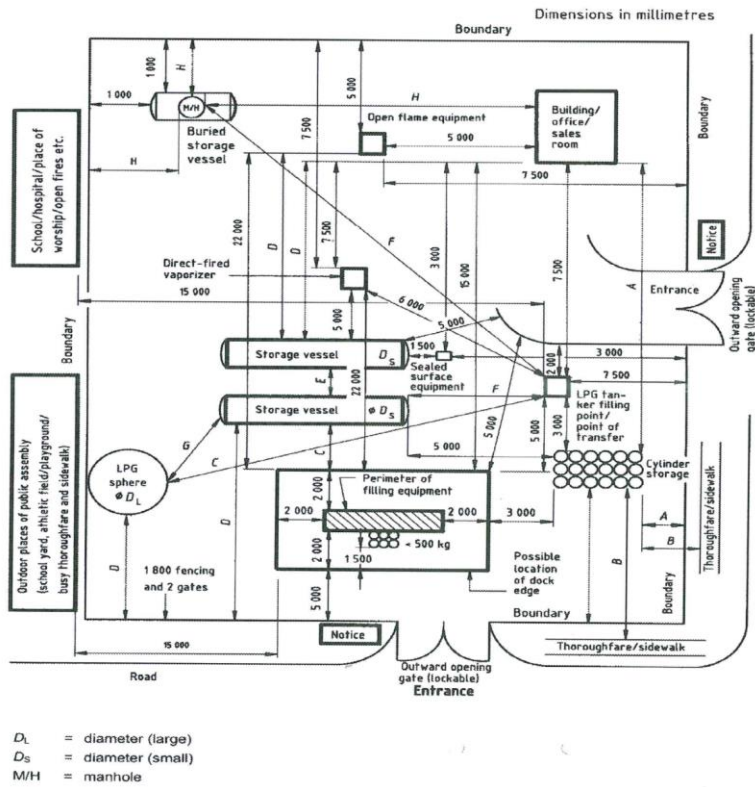 Dimensions in millimetres
Boundary
1 000
H
5 000
1 000
M/H
H
Buried
storage
vessel
H
7 500
Open flame equipment
5 000
Building/
office/
sales
room
7 500
Boundary
School/hospital/place of
worship/open fires etc.
Notice
22 000
D
D
7 500
F
3 000
15 000
7 500
A
Direct-fired
vaporizer
15 000
6 000
5 000
5 000
Entrance
Outward opening
gate (lockable)
Boundary
Storage vessel DS
1 500
Sealed
surface
equipment
2 000
3 000
7 500
E
22 000
F
Storage vessel ø DS
LPG tan-
ker filling
point/
point of
transfer
Outdoor places of public assembly
(school yard, athletic field/playground/
busy thoroughfare and sidewalk)
G
C
C
5 000
5 000
5 000
3 000
Cylinder
storage
LPG
sphere
ø DL
D
D
2 000
Perimeter of
filling equipment
2 000
2 000
3 000
A
B
Thoroughfare/sidewalk
< 500 kg
2 000
1 500
Possible
location
of dock
edge
B
Boundary
1 800 fencing
and 2 gates
5 000
Boundary
Notice
15 000
Thoroughfare/sidewalk
Road
Outward opening
gate (lockable)
Entrance
DL = diameter (large)
DS = diameter (small)
M/H = manhole